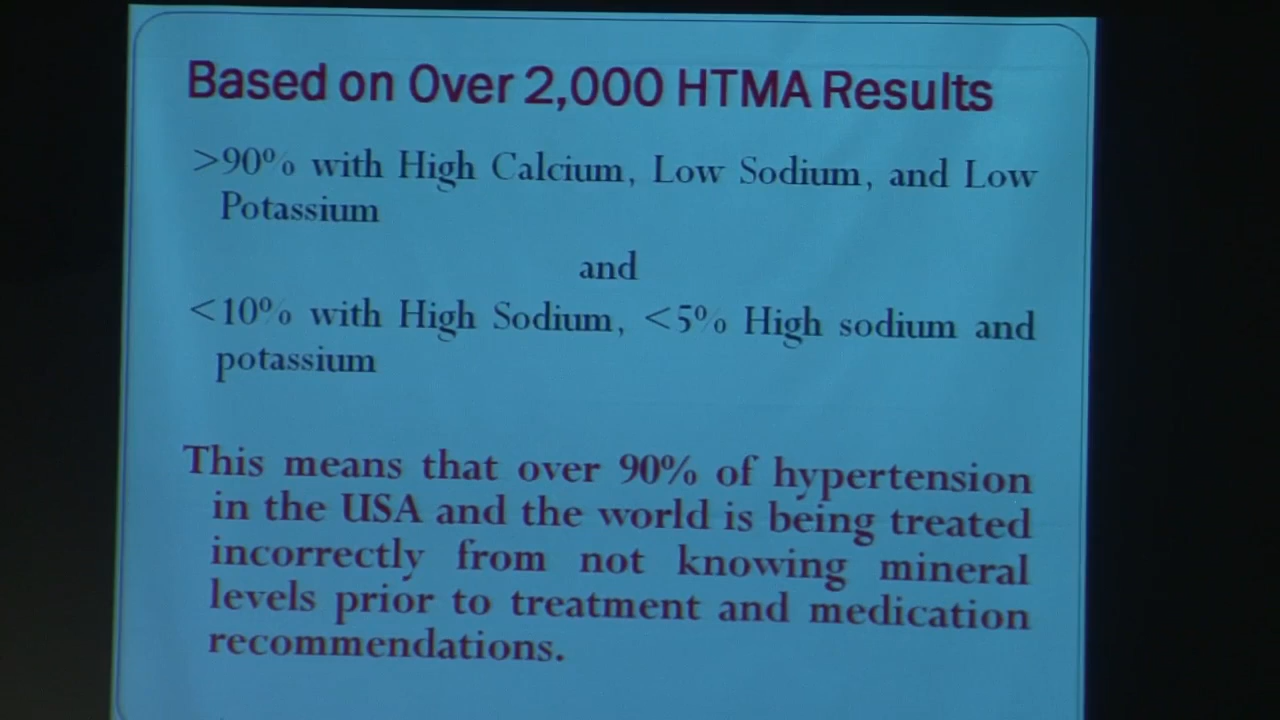 Based on Over 2,000 HTMA Results
>90% with High Calcium, Low Sodium, and Low
Potassium
and
<10% with High Sodium, <5% High sodium and
potassium
This means that over 90% of hypertension
in the USA and the world is being treated
incorrectly from not knowing mineral
levels prior to treatment and medication
recommendations.